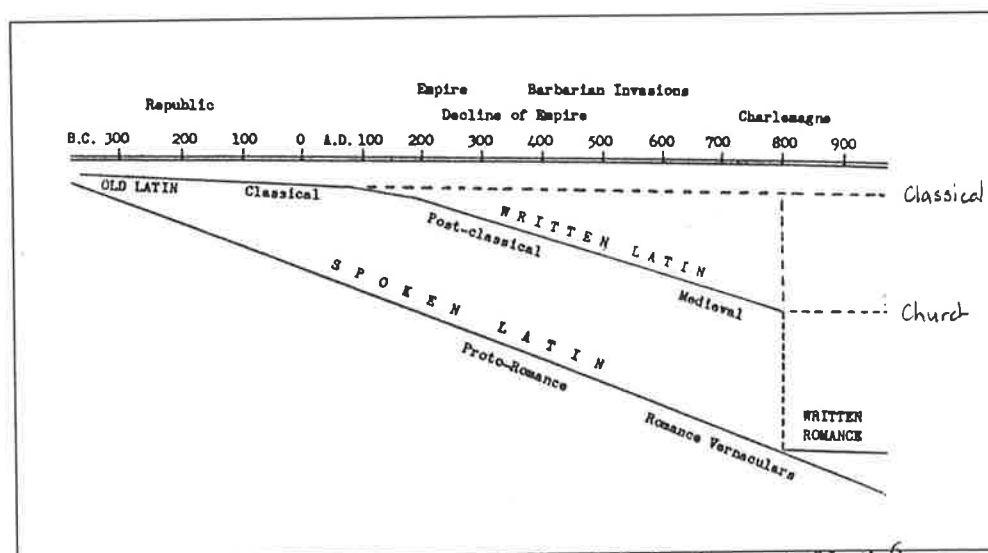 Empire Barbarian Invasions
Republic Decline of Empire Charlemagne
B.C. 300 200 100 0 A.D. 100 200 300 400 500 600 700 800 900
OLD LATIN Classical Classical
WRITTEN LATIN
Post-classical
Medieval
Church
SPOKEN LATIN
Proto-Romance
Romance Vernaculars
WRITTEN
ROMANCE